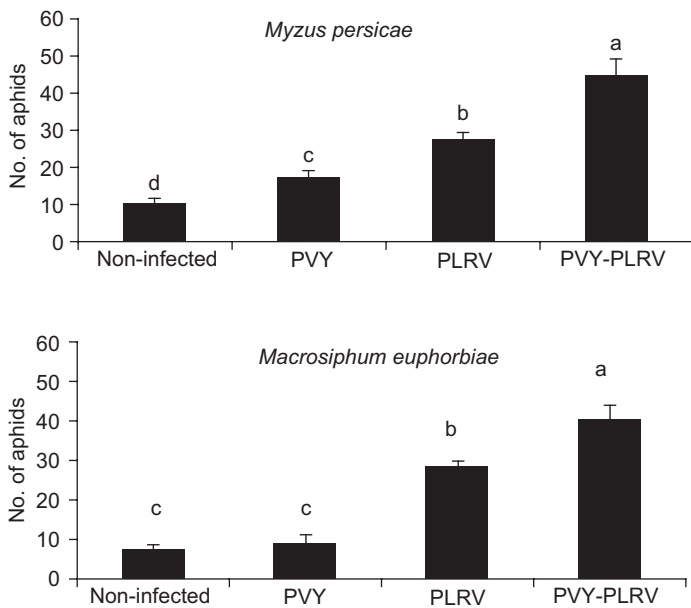 Myzus persicae
No. of aphids
60
50
40
30
20
10
0
d
c
b
a
Non-infected PVY PLRV PVY-PLRV
Macrosiphum euphorbiae
No. of aphids
60
50
40
30
20
10
0
c
c
b
a
Non-infected PVY PLRV PVY-PLRV